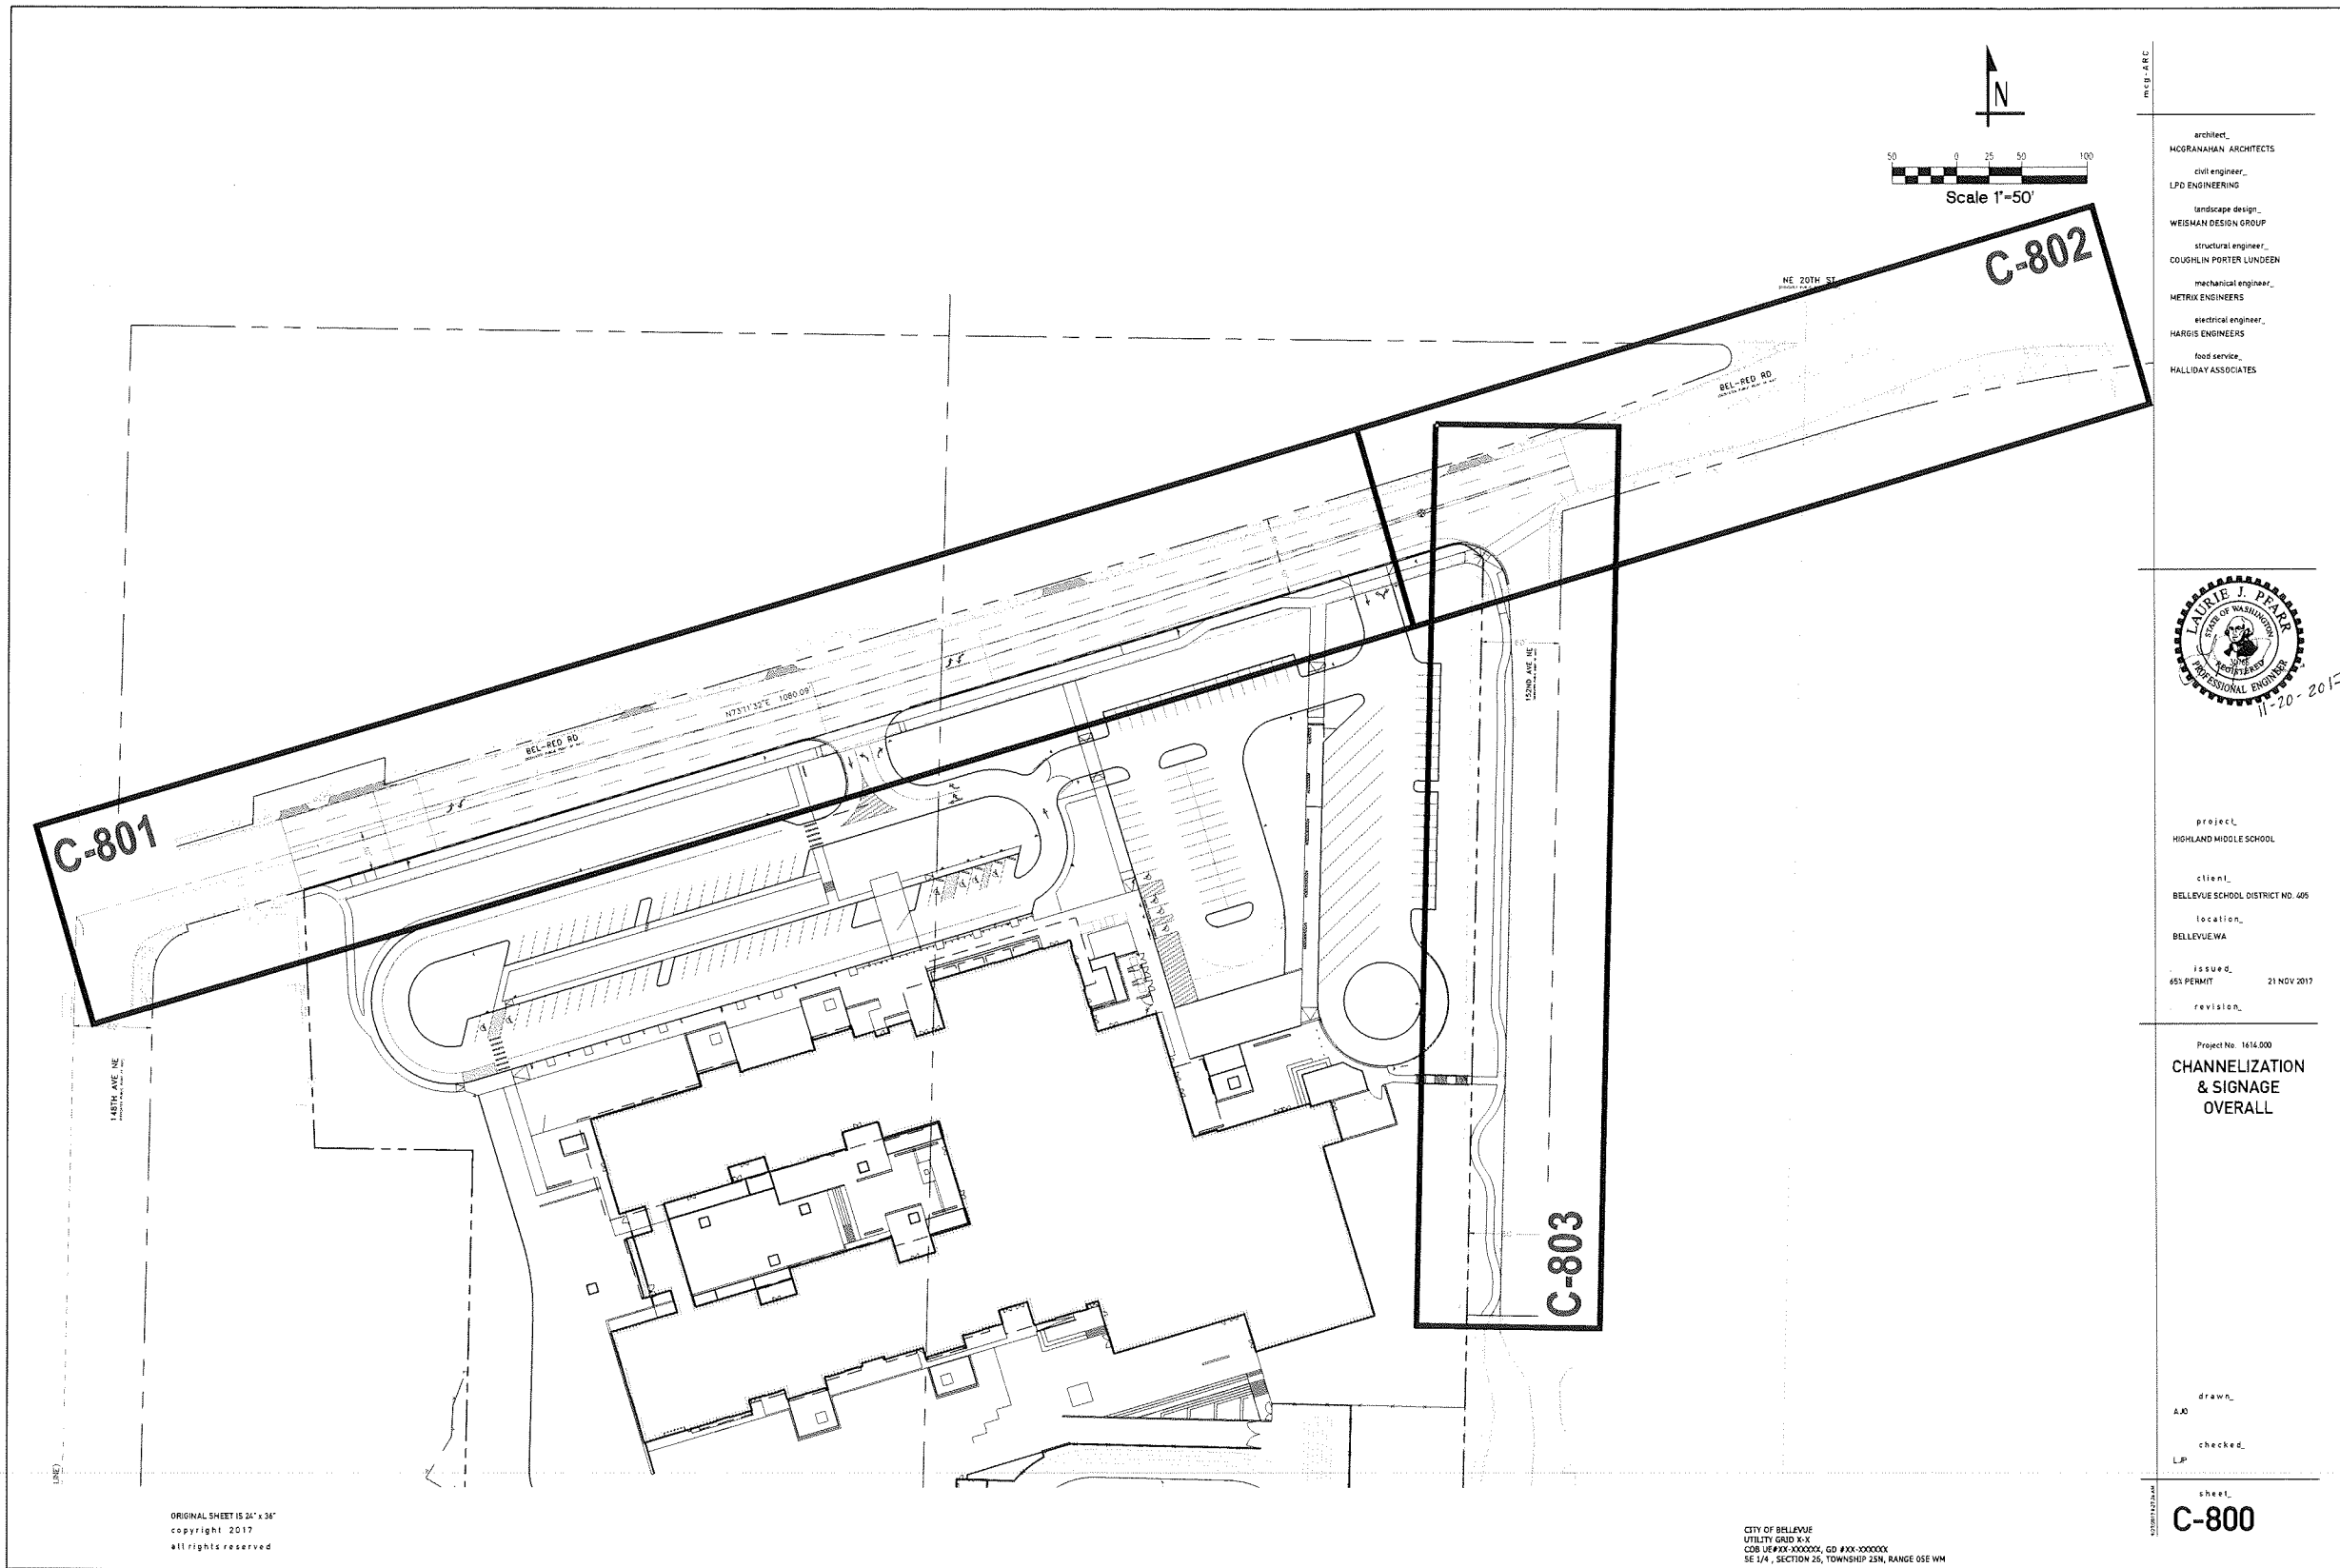 mcg-ARC
N
50 0 25 50 100
Scale 1"=50'
architect_
MCGRANAHAN ARCHITECTS
civil engineer_
LPD ENGINEERING
landscape design_
WEISMAN DESIGN GROUP
structural engineer_
COUGHLIN PORTER LUNDEEN
mechanical engineer_
METRIX ENGINEERS
electrical engineer_
HARGIS ENGINEERS
food service_
HALLIDAY ASSOCIATES
C-802
NE 20TH ST
BEL-RED RD
N73°11'32"E 1080.09'
BEL-RED RD
C-801
152ND AVE NE
60'
148TH AVE NE
C-803
LINE)
LAURIE J. PFARR
STATE OF WASHINGTON
REGISTERED
PROFESSIONAL ENGINEER
11-20-2017
project_
HIGHLAND MIDDLE SCHOOL
client_
BELLEVUE SCHOOL DISTRICT NO. 405
location_
BELLEVUE,WA
issued_
65% PERMIT 21 NOV 2017
revision_
Project No. 1614.000
CHANNELIZATION
& SIGNAGE
OVERALL
drawn_
AJO
checked_
LJP
sheet_
C-800
ORIGINAL SHEET IS 24" x 36"
copyright 2017
all rights reserved
CITY OF BELLEVUE
UTILITY GRID X-X
COB UE#XX-XXXXXX, GD #XX-XXXXXX
SE 1/4 , SECTION 26, TOWNSHIP 25N, RANGE 05E WM